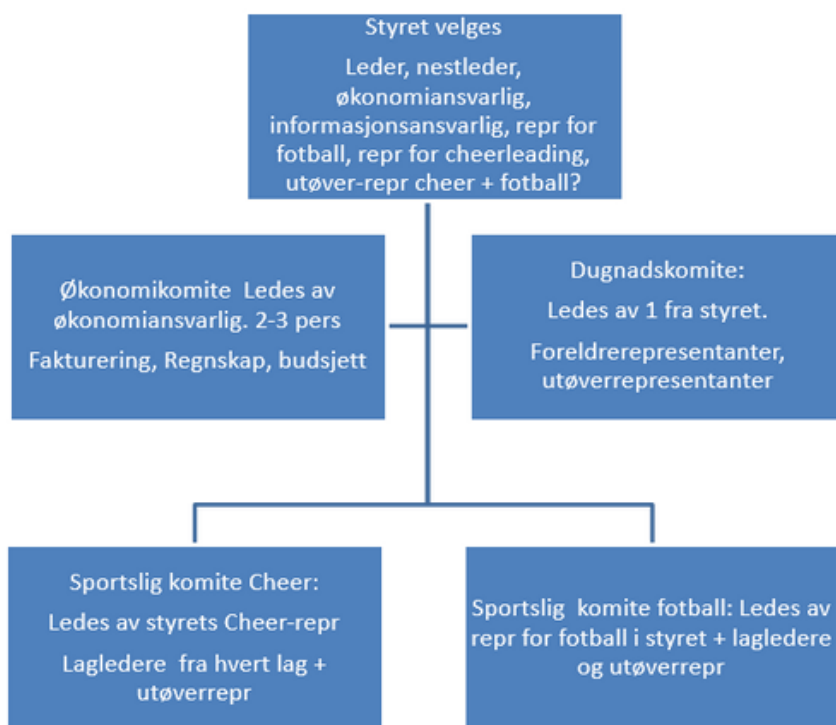 Styret velges
Leder, nestleder,
økonomiansvarlig,
informasjonsansvarlig, repr for
fotball, repr for cheerleading,
utøver-repr cheer + fotball?
Økonomikomite  Ledes av
økonomiansvarlig. 2-3 pers
Fakturering, Regnskap, budsjett
Dugnadskomite:
Ledes av 1 fra styret.
Foreldrerepresentanter,
utøverrepresentanter
Sportslig komite Cheer:
Ledes av styrets Cheer-repr
Lagledere  fra hvert lag +
utøverrepr
Sportslig  komite fotball: Ledes av
repr for fotball i styret + lagledere
og utøverrepr